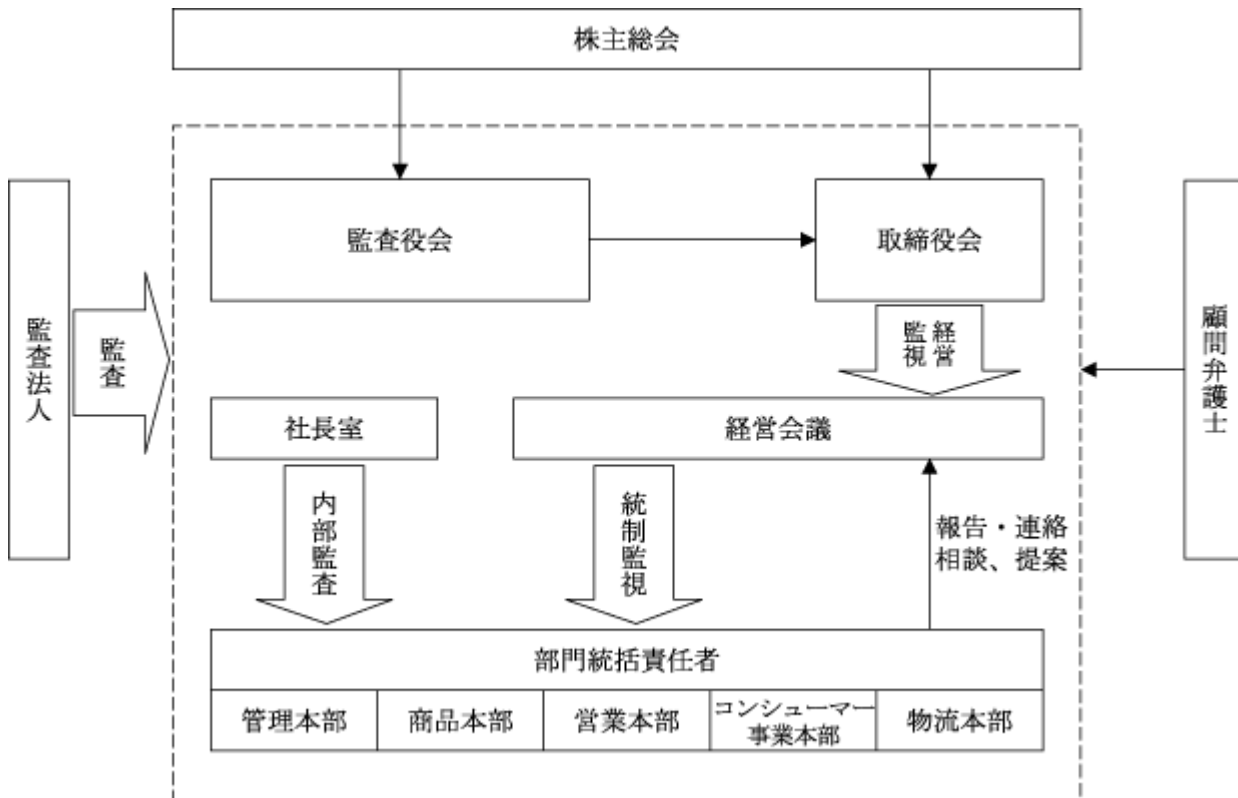 株主総会
監査役会
取締役会
監査法人
監査
経営
監視
顧問弁護士
社長室
経営会議
内部監査
統制監視
報告・連絡
相談、提案
部門統括責任者
管理本部
商品本部
営業本部
コンシューマー
事業本部
物流本部